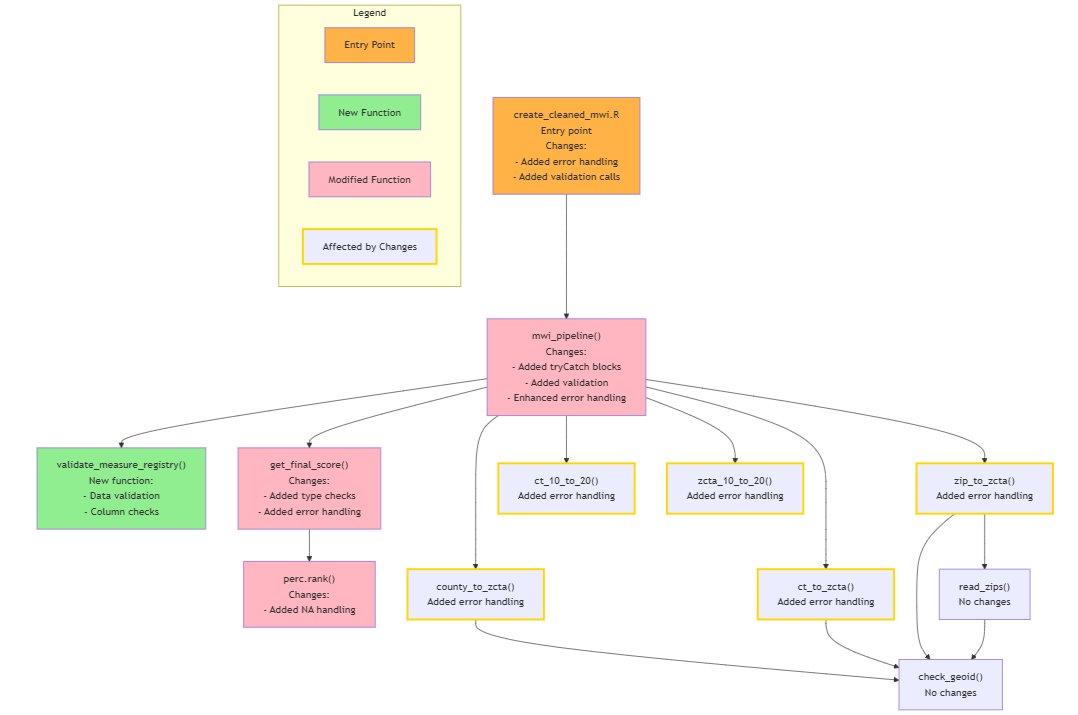 Legend
Entry Point
New Function
Modified Function
Affected by Changes
create_cleaned_mwi.R
Entry point
Changes:
- Added error handling
- Added validation calls
mwi_pipeline()
Changes:
- Added tryCatch blocks
- Added validation
- Enhanced error handling
validate_measure_registry()
New function:
- Data validation
- Column checks
get_final_score()
Changes:
- Added type checks
- Added error handling
ct_10_to_20()
Added error handling
zcta_10_to_20()
Added error handling
zip_to_zcta()
Added error handling
perc.rank()
Changes:
- Added NA handling
county_to_zcta()
Added error handling
ct_to_zcta()
Added error handling
read_zips()
No changes
check_geoid()
No changes